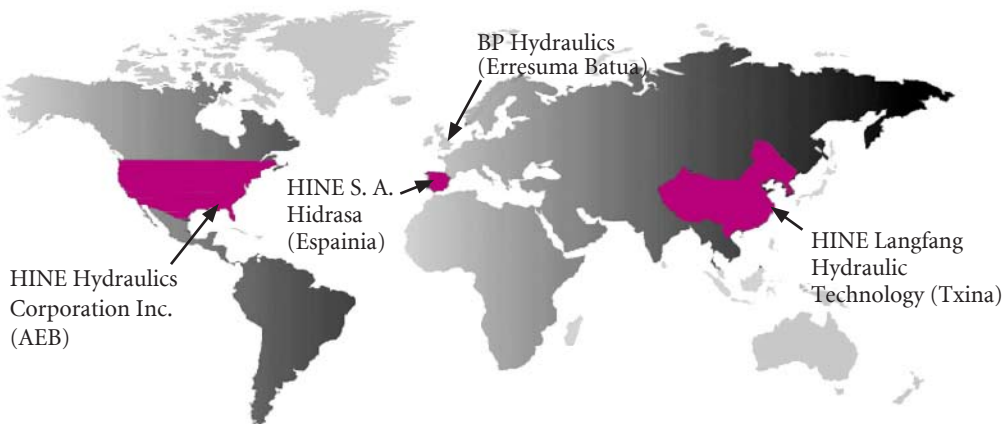 BP Hydraulics
(Erresuma Batua)
HINE S. A.
Hidrasa
(Espainia)
HINE Langfang
Hydraulic
Technology (Txina)
HINE Hydraulics
Corporation Inc.
(AEB)